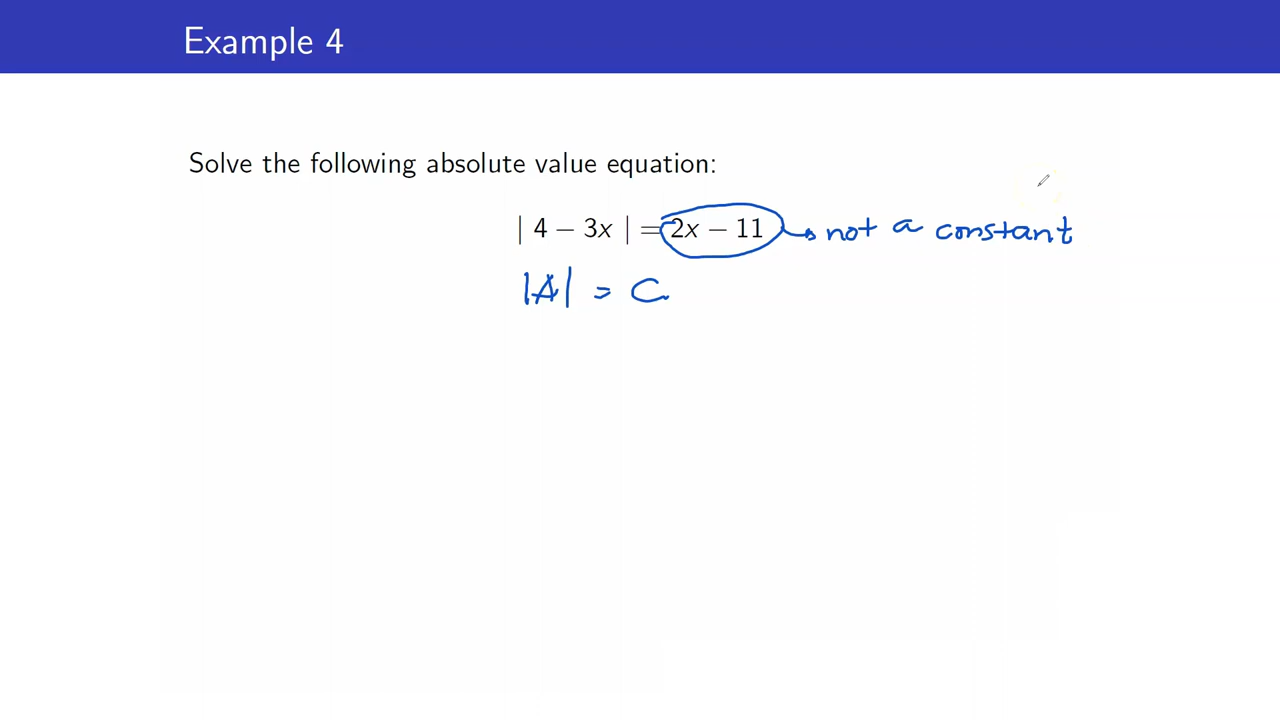 Example 4
Solve the following absolute value equation:
| 4 − 3x | = 2x − 11 not a constant
|A| = C